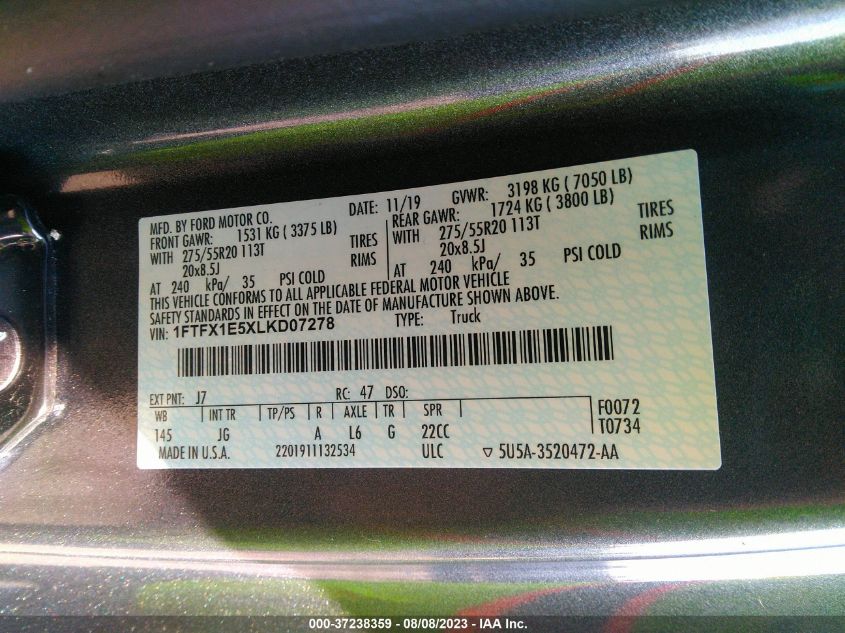 MFD. BY FORD MOTOR CO.
DATE: 11/19 GVWR: 3198 KG ( 7050 LB)
FRONT GAWR: 1531 KG ( 3375 LB)
REAR GAWR: 1724 KG ( 3800 LB)
WITH 275/55R20 113T TIRES
WITH 275/55R20 113T TIRES
20x8.5J RIMS
20x8.5J RIMS
AT 240 kPa/ 35 PSI COLD
AT 240 kPa/ 35 PSI COLD
THIS VEHICLE CONFORMS TO ALL APPLICABLE FEDERAL MOTOR VEHICLE
SAFETY STANDARDS IN EFFECT ON THE DATE OF MANUFACTURE SHOWN ABOVE.
VIN: 1FTFX1E5XLKD07278 TYPE: Truck
EXT PNT: J7 RC: 47 DSO:
WB INT TR TP/PS R AXLE TR SPR F0072
145 JG A L6 G 22CC T0734
MADE IN U.S.A. 2201911132534 ULC ▽ 5U5A-3520472-AA
000-37238359 - 08/08/2023 - IAA Inc.